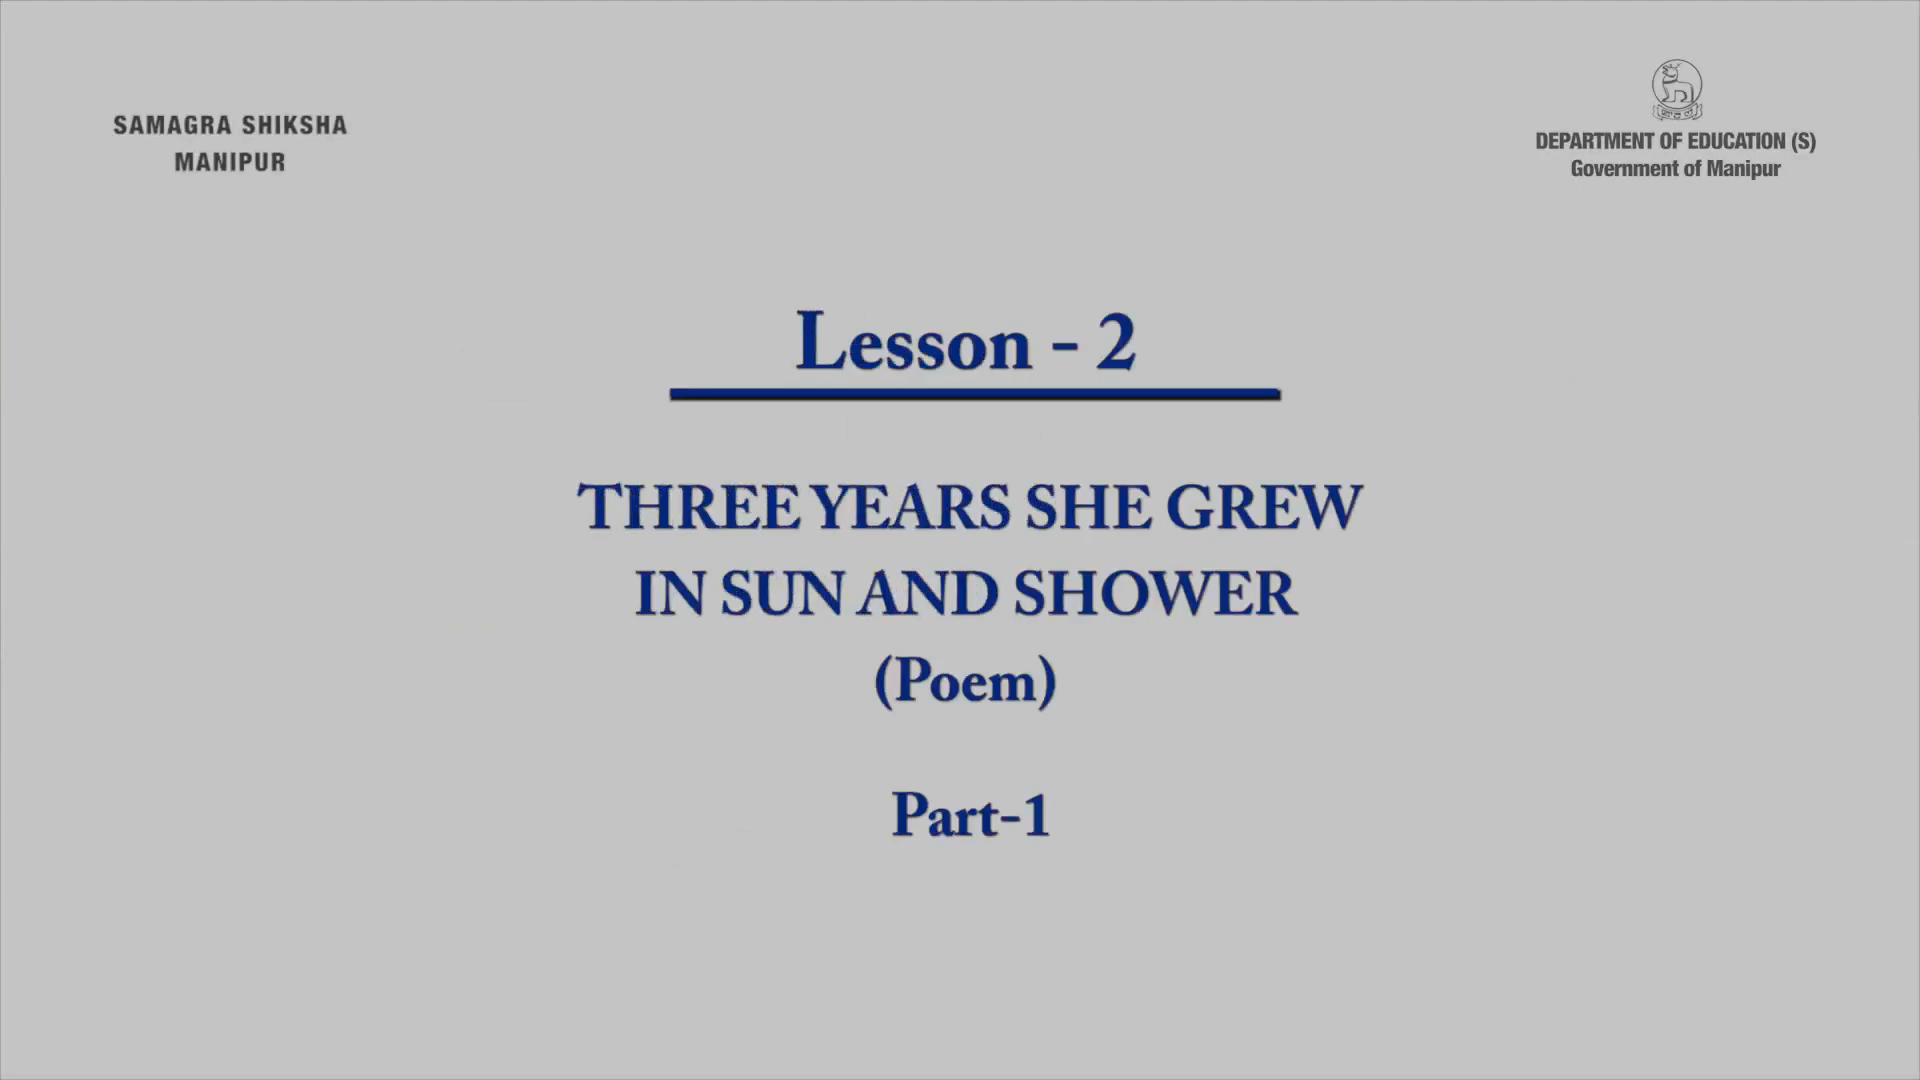 SAMAGRA SHIKSHA
MANIPUR
DEPARTMENT OF EDUCATION (S)
Government of Manipur
Lesson - 2
THREE YEARS SHE GREW
IN SUN AND SHOWER
(Poem)
Part-1